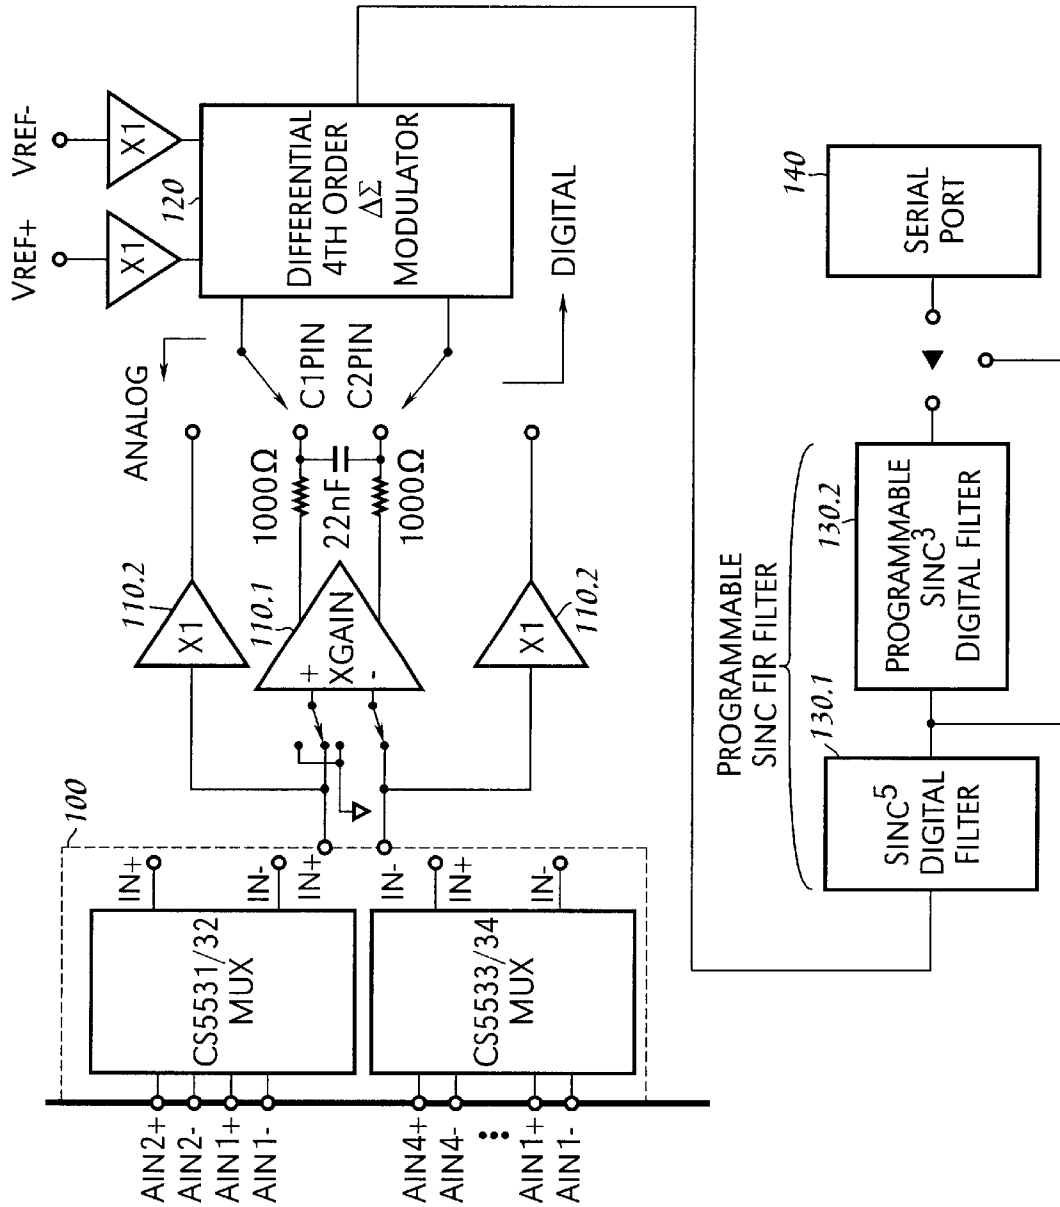 AIN2+
AIN2-
AIN1+
AIN1-
AIN4+
AIN4-
•••
AIN1+
AIN1-
100
CS5531/32
MUX
IN+
IN-
IN+
IN-
CS5533/34
MUX
IN+
IN-
110.2
X1
110.1
+
XGAIN
-
X1
110.2
1000Ω
22nF
1000Ω
ANALOG
C1PIN
C2PIN
DIGITAL
VREF+
VREF-
X1
X1
120
DIFFERENTIAL
4TH ORDER
ΔΣ
MODULATOR
PROGRAMMABLE
SINC FIR FILTER
130.1
SINC5
DIGITAL
FILTER
130.2
PROGRAMMABLE
SINC3
DIGITAL FILTER
140
SERIAL
PORT